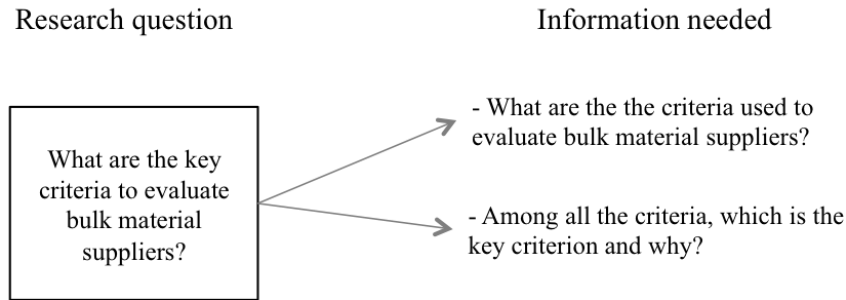 Research question
Information needed
What are the key
criteria to evaluate
bulk material
suppliers?
- What are the the criteria used to
evaluate bulk material suppliers?
- Among all the criteria, which is the
key criterion and why?